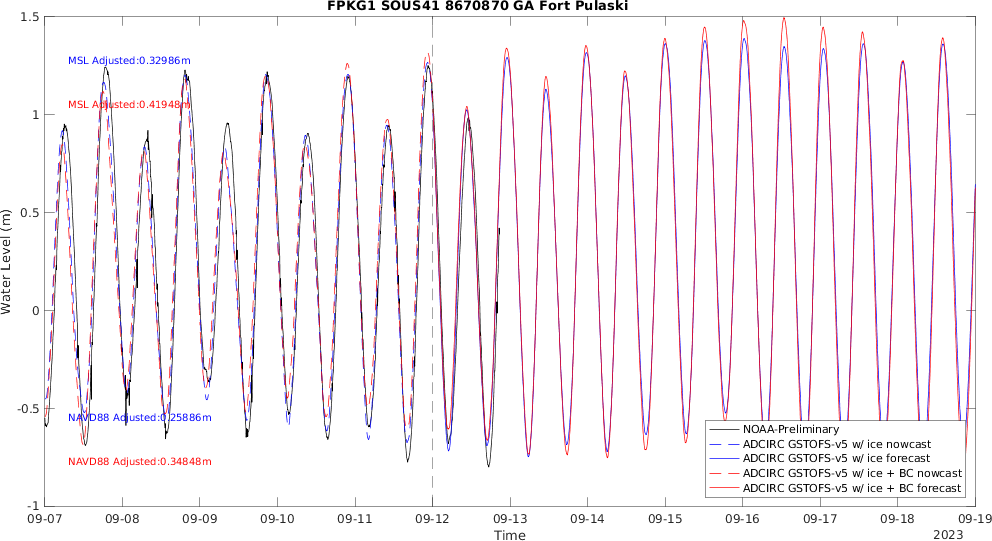 FPKG1 SOUS41 8670870 GA Fort Pulaski
1.5
MSL Adjusted:0.32986m
MSL Adjusted:0.41948m
1
0.5
Water Level (m)
0
-0.5
NAVD88 Adjusted:0.25886m
NAVD88 Adjusted:0.34848m
-1
NOAA-Preliminary
ADCIRC GSTOFS-v5 w/ ice nowcast
ADCIRC GSTOFS-v5 w/ ice forecast
ADCIRC GSTOFS-v5 w/ ice + BC nowcast
ADCIRC GSTOFS-v5 w/ ice + BC forecast
09-07 09-08 09-09 09-10 09-11 09-12 09-13 09-14 09-15 09-16 09-17 09-18 09-19
Time
2023